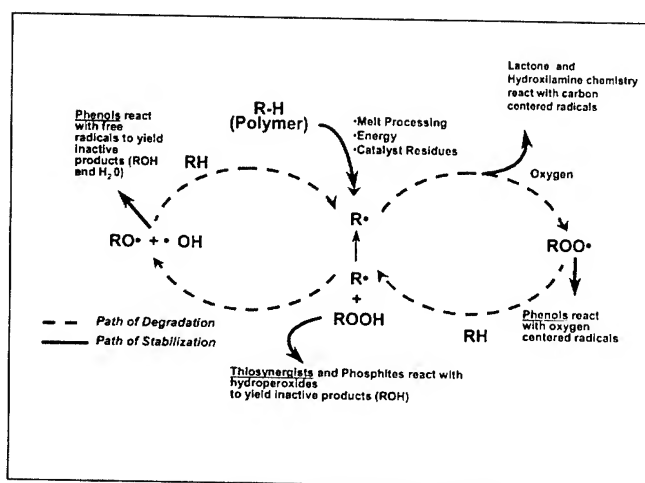 Lactone and
Hydroxilamine chemistry
react with carbon
centered radicals
R-H
(Polymer)
•Melt Processing
•Energy
•Catalyst Residues
Phenols react
with free
radicals to yield
inactive
products (ROH
and H₂0)
RH
Oxygen
R•
RO• + • OH
ROO•
R•
+
ROOH
Path of Degradation
Path of Stabilization
RH
Phenols react
with oxygen
centered radicals
Thiosynergists and Phosphites react with
hydroperoxides
to yield inactive products (ROH)